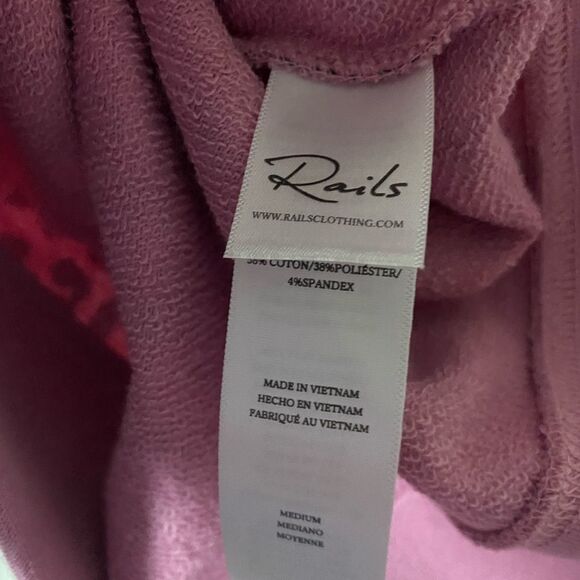 Rails
WWW.RAILSCLOTHING.COM
COTON/38%POLIÉSTER/
4%SPANDEX
MADE IN VIETNAM
HECHO EN VIETNAM
FABRIQUÉ AU VIETNAM
MEDIUM
MEDIANO
MOYENNE